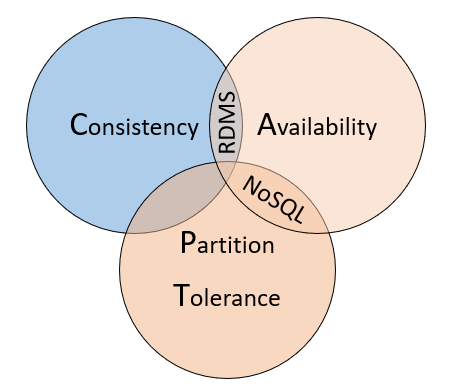 Consistency
RDMS
Availability
NoSQL
Partition
Tolerance